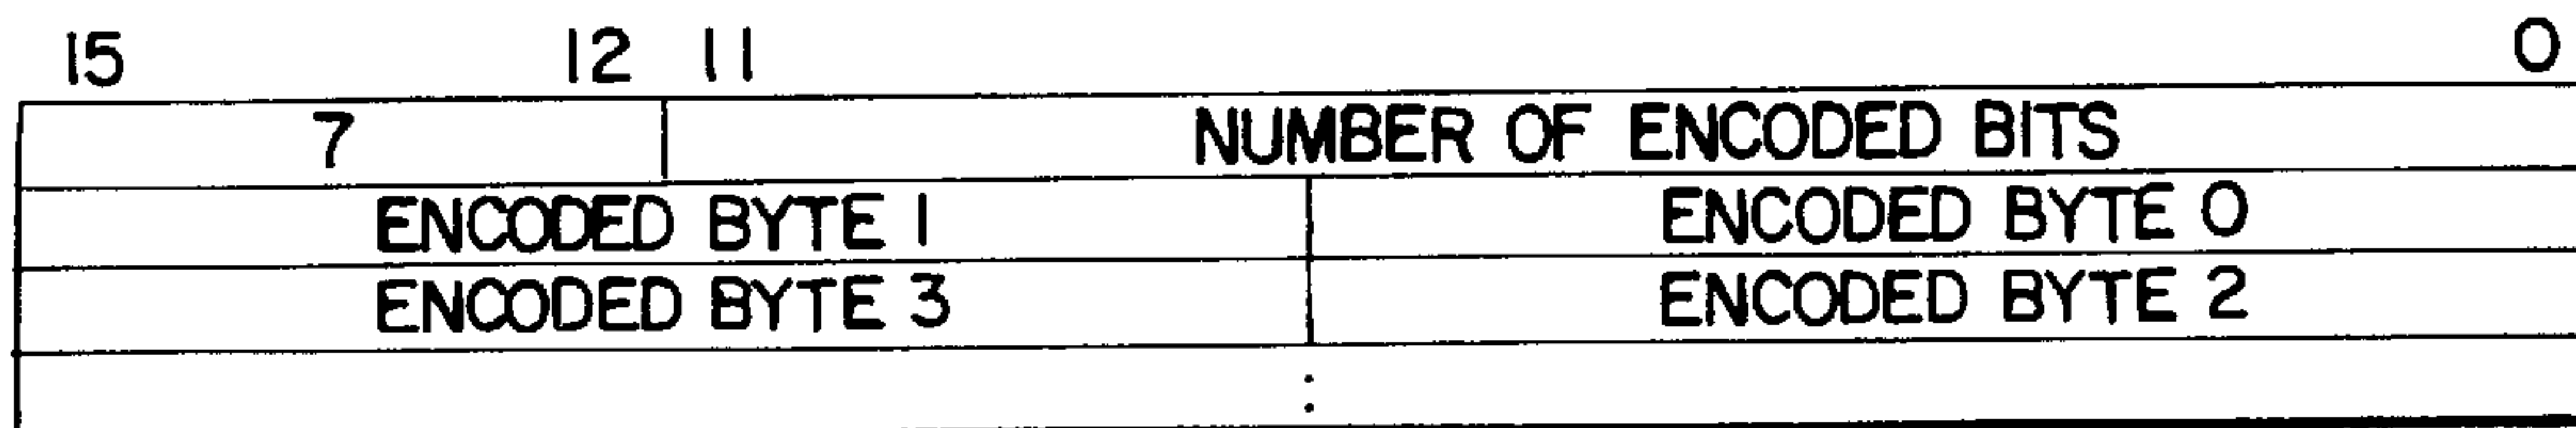 15 12 11 0
7 NUMBER OF ENCODED BITS
ENCODED BYTE 1 ENCODED BYTE 0
ENCODED BYTE 3 ENCODED BYTE 2
: